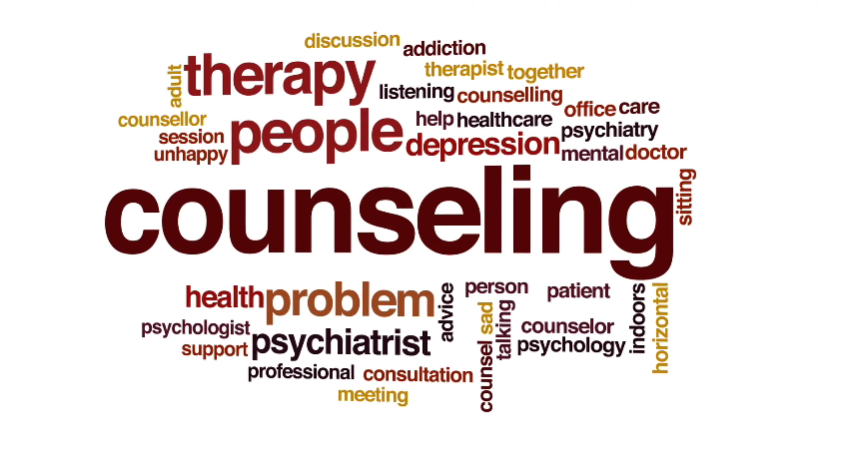 discussion
addiction
adult
therapy
therapist
together
listening
counselling
counsellor
office
care
session
people
help
healthcare
psychiatry
unhappy
depression
mental
doctor
counseling
sitting
health
problem
advice
person
patient
indoors
horizontal
psychologist
psychiatrist
sad
talking
counselor
support
counsel
psychology
professional
consultation
meeting